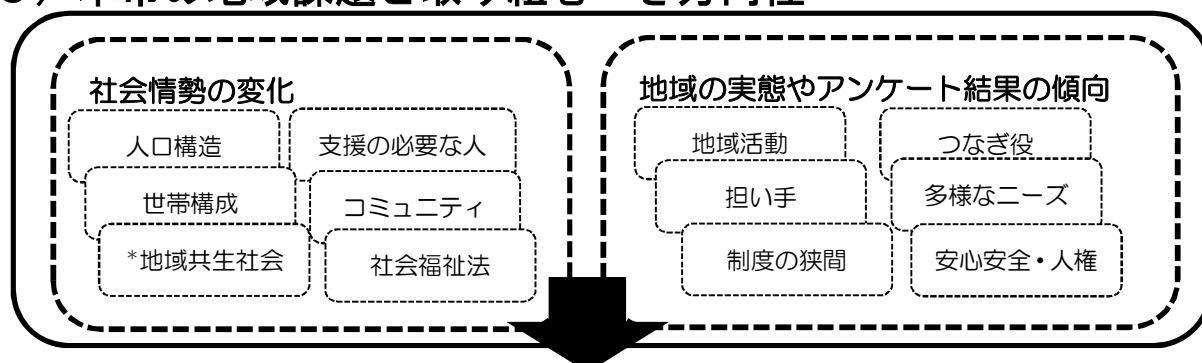 社会情勢の変化
人口構造
支援の必要な人
世帯構成
コミュニティ
*地域共生社会
社会福祉法
地域の実態やアンケート結果の傾向
地域活動
つなぎ役
担い手
多様なニーズ
制度の狭間
安心安全・人権